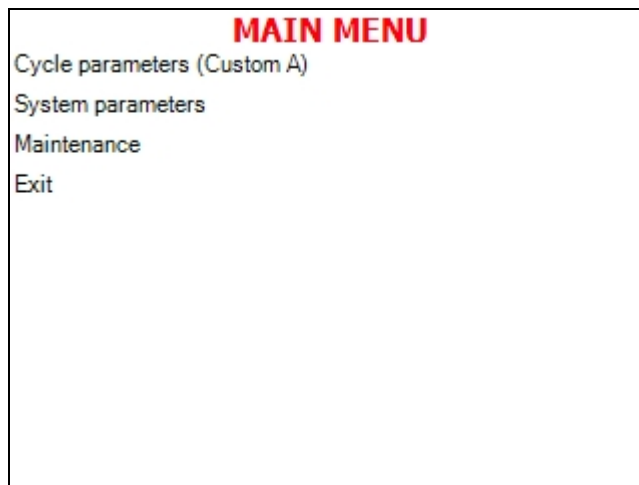 MAIN MENU
Cycle parameters (Custom A)
System parameters
Maintenance
Exit